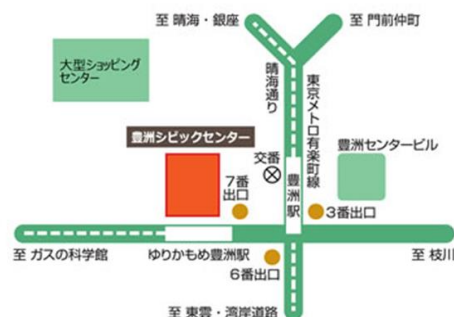 至 晴海・銀座
至 門前仲町
大型ショッピング
センター
晴海通り
東京メトロ有楽町線
豊洲シビックセンター
交番
豊洲センタービル
7番
出口
豊洲駅
3番出口
至 ガスの科学館
ゆりかもめ豊洲駅
6番出口
至 枝川
至 東雲・湾岸道路